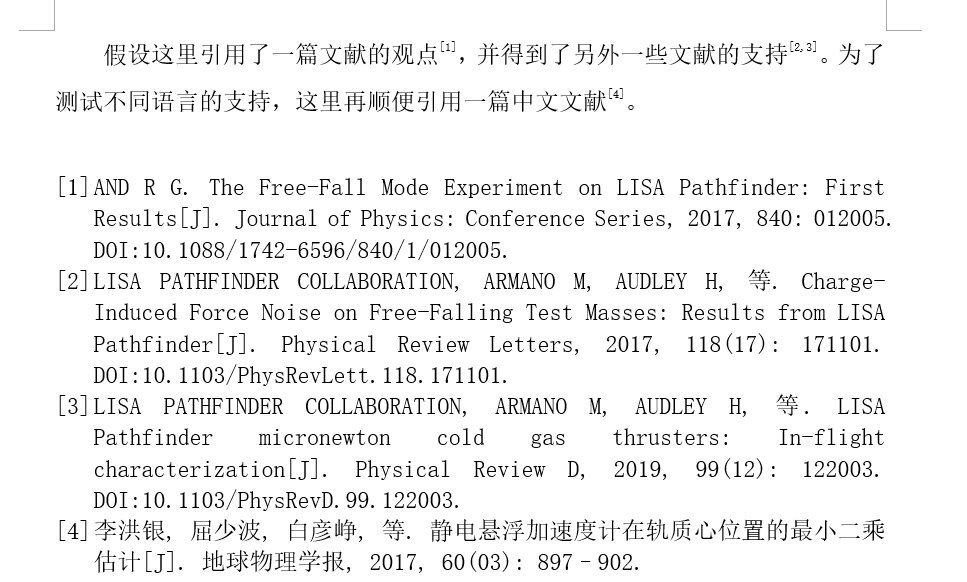 假设这里引用了一篇文献的观点[1]，并得到了另外一些文献的支持[2,3]。为了
测试不同语言的支持，这里再顺便引用一篇中文文献[4]。
[1] AND R G. The Free-Fall Mode Experiment on LISA Pathfinder: First
Results[J]. Journal of Physics: Conference Series, 2017, 840: 012005.
DOI:10.1088/1742-6596/840/1/012005.
[2] LISA PATHFINDER COLLABORATION, ARMANO M, AUDLEY H, 等. Charge-
Induced Force Noise on Free-Falling Test Masses: Results from LISA
Pathfinder[J]. Physical Review Letters, 2017, 118(17): 171101.
DOI:10.1103/PhysRevLett.118.171101.
[3] LISA PATHFINDER COLLABORATION, ARMANO M, AUDLEY H, 等. LISA
Pathfinder micronewton cold gas thrusters: In-flight
characterization[J]. Physical Review D, 2019, 99(12): 122003.
DOI:10.1103/PhysRevD.99.122003.
[4] 李洪银, 屈少波, 白彦峥, 等. 静电悬浮加速度计在轨质心位置的最小二乘
估计[J]. 地球物理学报, 2017, 60(03): 897–902.